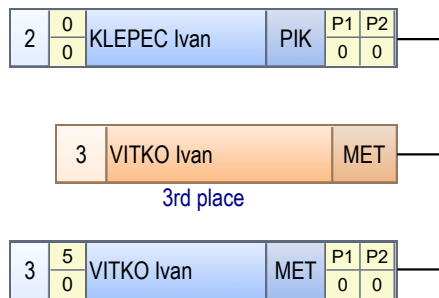 2 0 KLEPEC Ivan PIK P1 P2
0 0 0
3 VITKO Ivan MET
3rd place
3 5 VITKO Ivan MET P1 P2
0 0 0